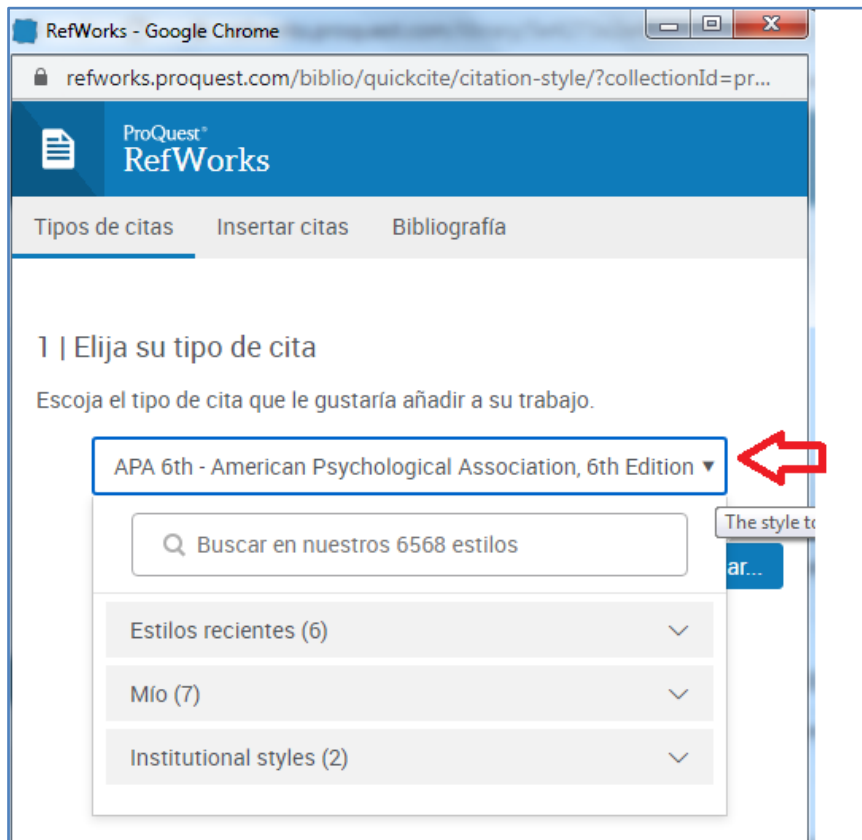 RefWorks - Google Chrome
refworks.proquest.com/biblio/quickcite/citation-style/?collectionId=pr...
ProQuest®
RefWorks
Tipos de citas Insertar citas Bibliografía
1 | Elija su tipo de cita
Escoja el tipo de cita que le gustaría añadir a su trabajo.
APA 6th - American Psychological Association, 6th Edition
The style to
Buscar en nuestros 6568 estilos
ar...
Estilos recientes (6)
Mío (7)
Institutional styles (2)